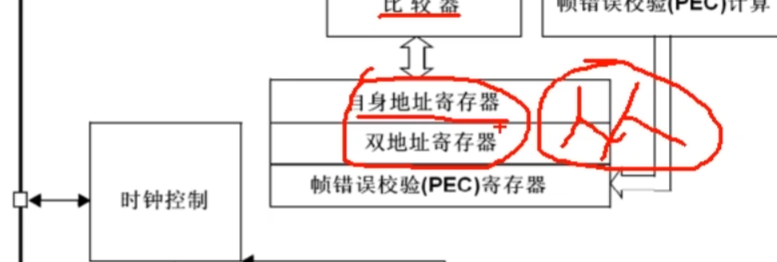 比较器
帧错误校验(PEC)计算
自身地址寄存器
双地址寄存器
帧错误校验(PEC)寄存器
时钟控制